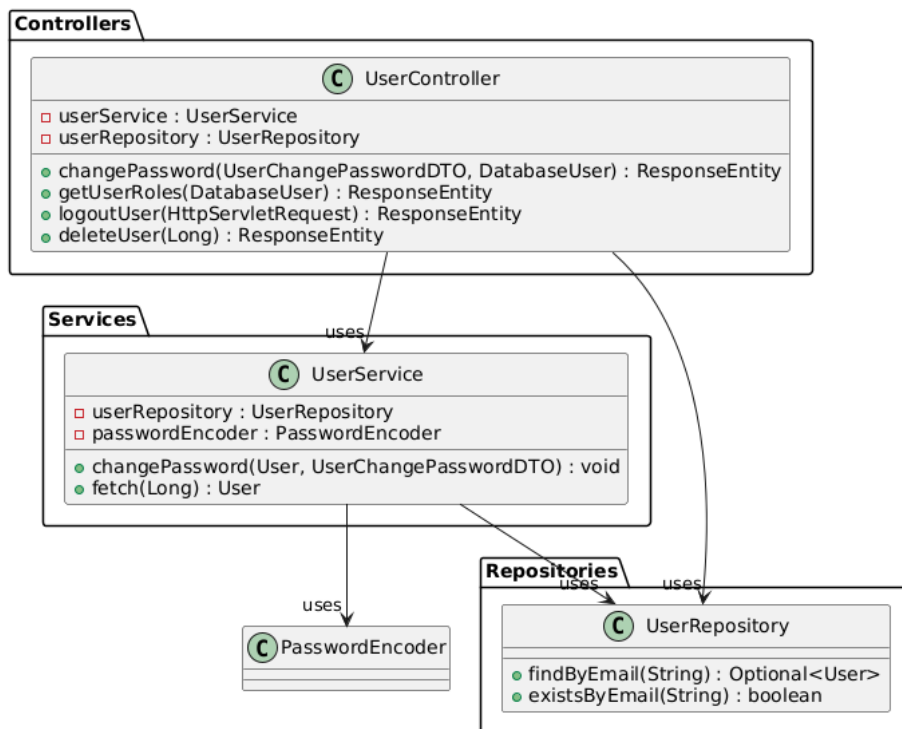 Controllers
C UserController
userService : UserService
userRepository : UserRepository
changePassword(UserChangePasswordDTO, DatabaseUser) : ResponseEntity
getUserRoles(DatabaseUser) : ResponseEntity
logoutUser(HttpServletRequest) : ResponseEntity
deleteUser(Long) : ResponseEntity
Services
uses
C UserService
userRepository : UserRepository
passwordEncoder : PasswordEncoder
changePassword(User, UserChangePasswordDTO) : void
fetch(Long) : User
Repositories
uses
uses
uses
C PasswordEncoder
C UserRepository
findByEmail(String) : Optional<User>
existsByEmail(String) : boolean